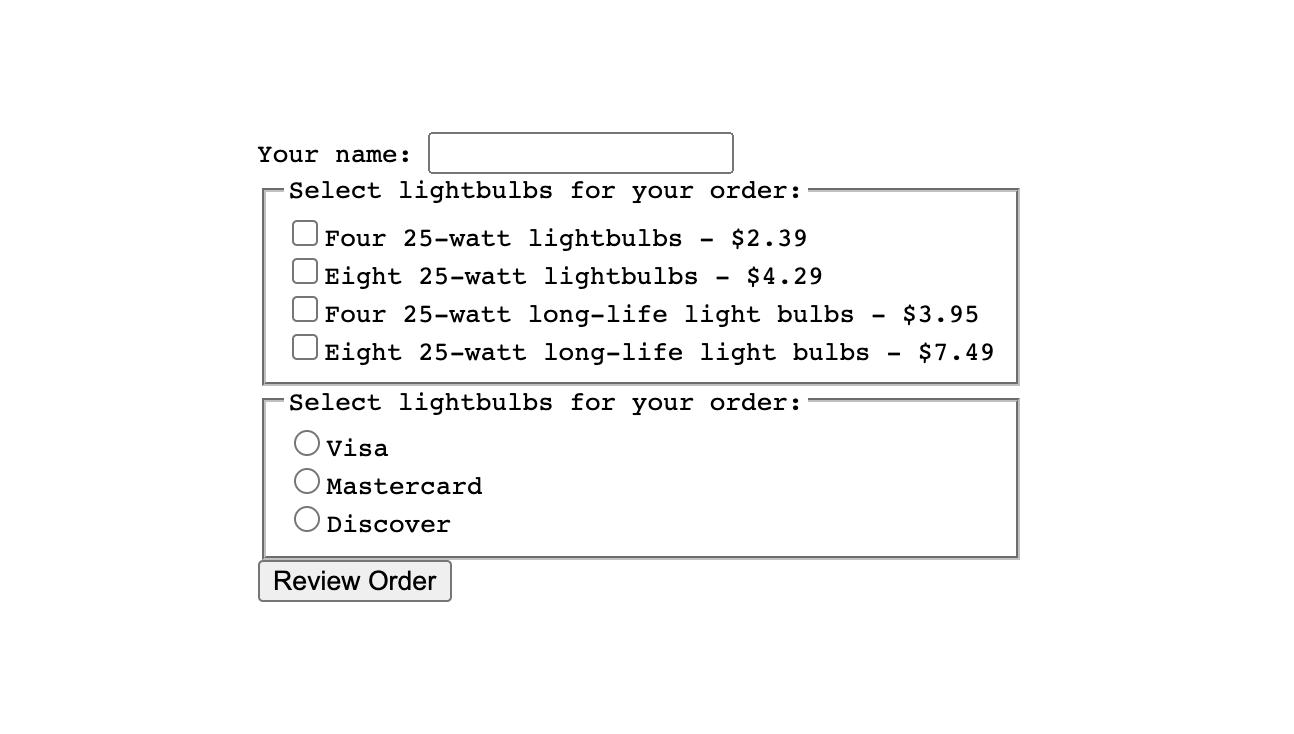 Your name:
Select lightbulbs for your order:
Four 25-watt lightbulbs - $2.39
Eight 25-watt lightbulbs - $4.29
Four 25-watt long-life light bulbs - $3.95
Eight 25-watt long-life light bulbs - $7.49
Select lightbulbs for your order:
Visa
Mastercard
Discover
Review Order